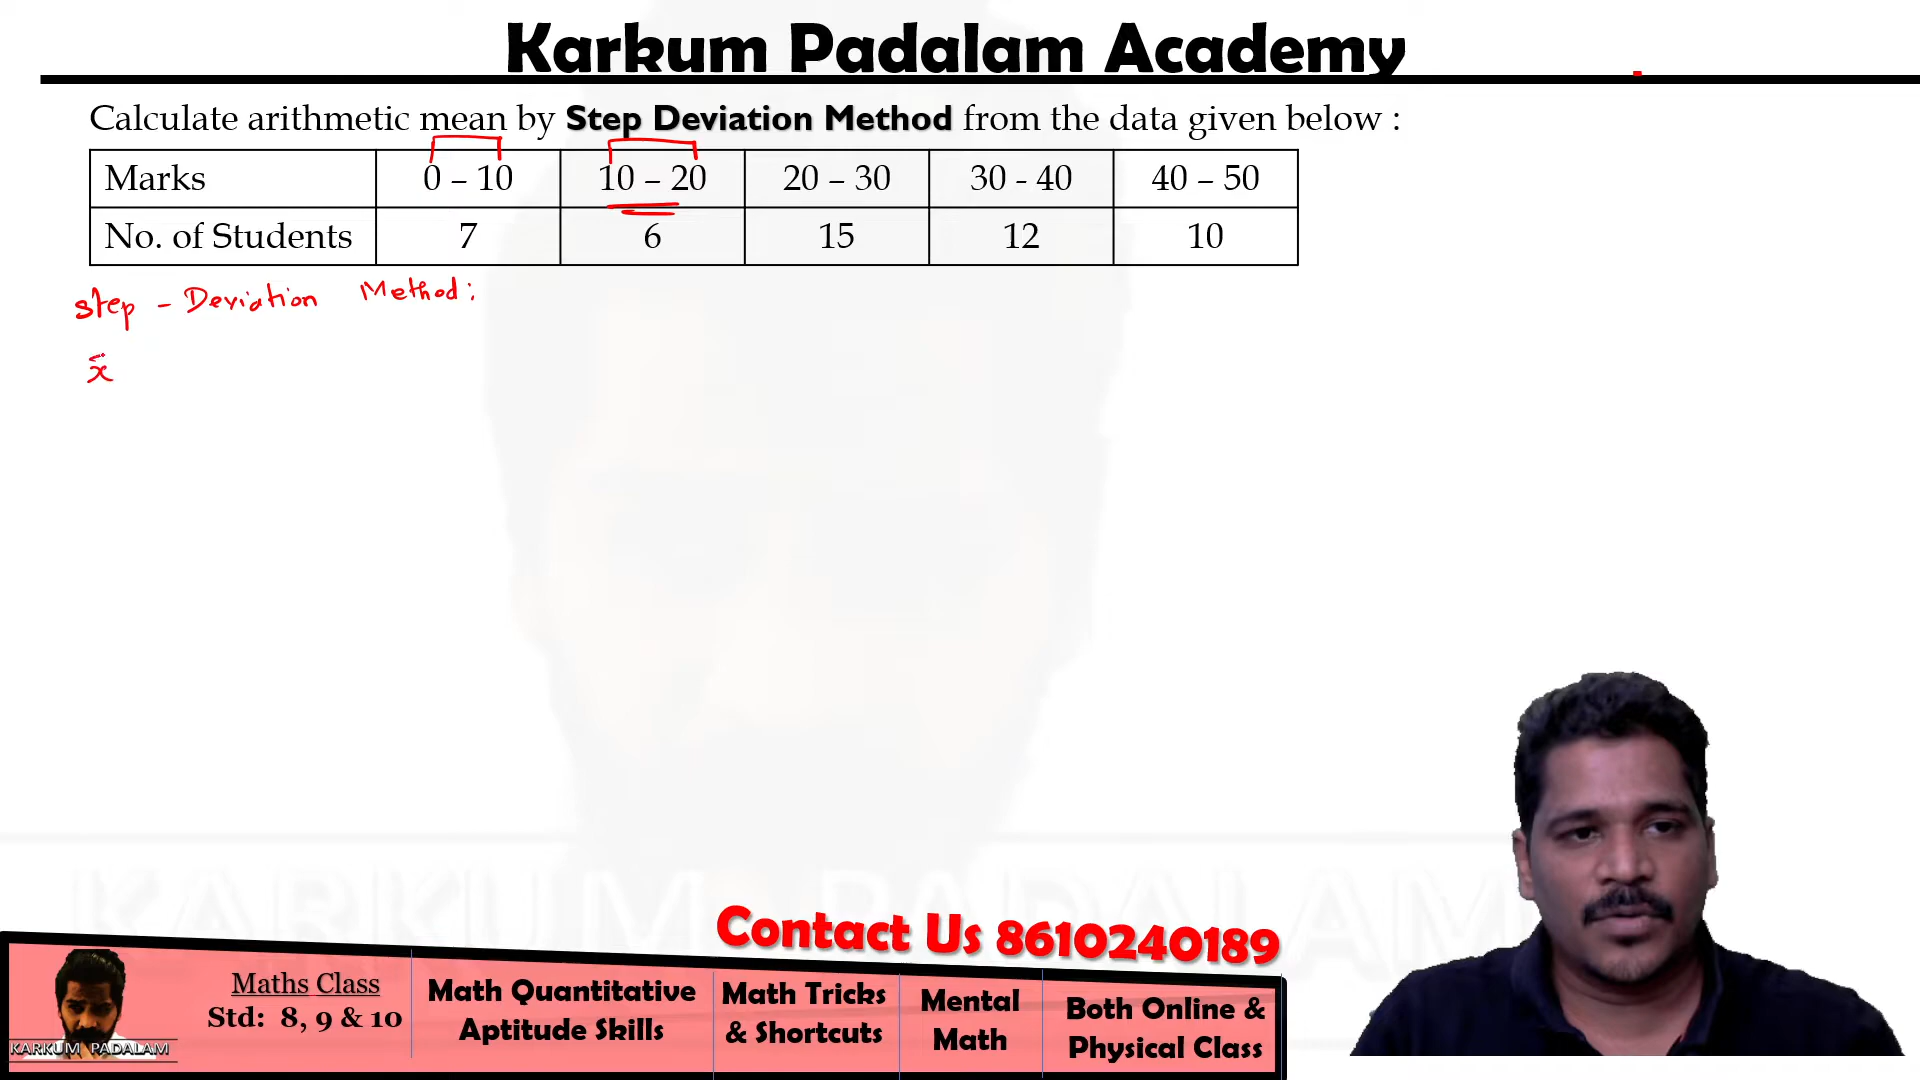 Karkum Padalam Academy
Calculate arithmetic mean by Step Deviation Method from the data given below :
Marks 0 – 10 10 – 20 20 – 30 30 - 40 40 – 50
No. of Students 7 6 15 12 10
Step - Deviation Method:
x̄
KARKUM PADALAM
Contact Us 8610240189
Maths Class
Std: 8, 9 & 10
KARKUM PADALAM
Math Quantitative
Aptitude Skills
Math Tricks
& Shortcuts
Mental
Math
Both Online &
Physical Class